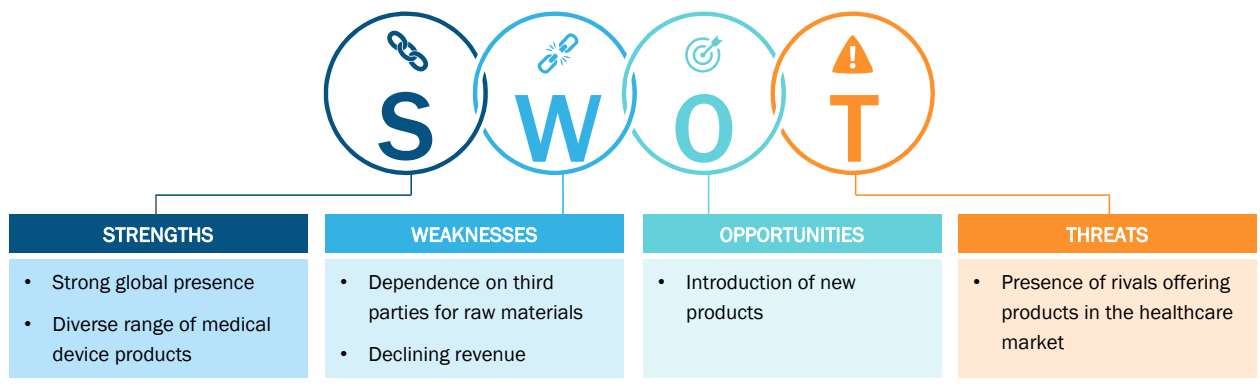 S W O T
STRENGTHS
• Strong global presence
• Diverse range of medical
device products
WEAKNESSES
• Dependence on third
parties for raw materials
• Declining revenue
OPPORTUNITIES
• Introduction of new
products
THREATS
• Presence of rivals offering
products in the healthcare
market